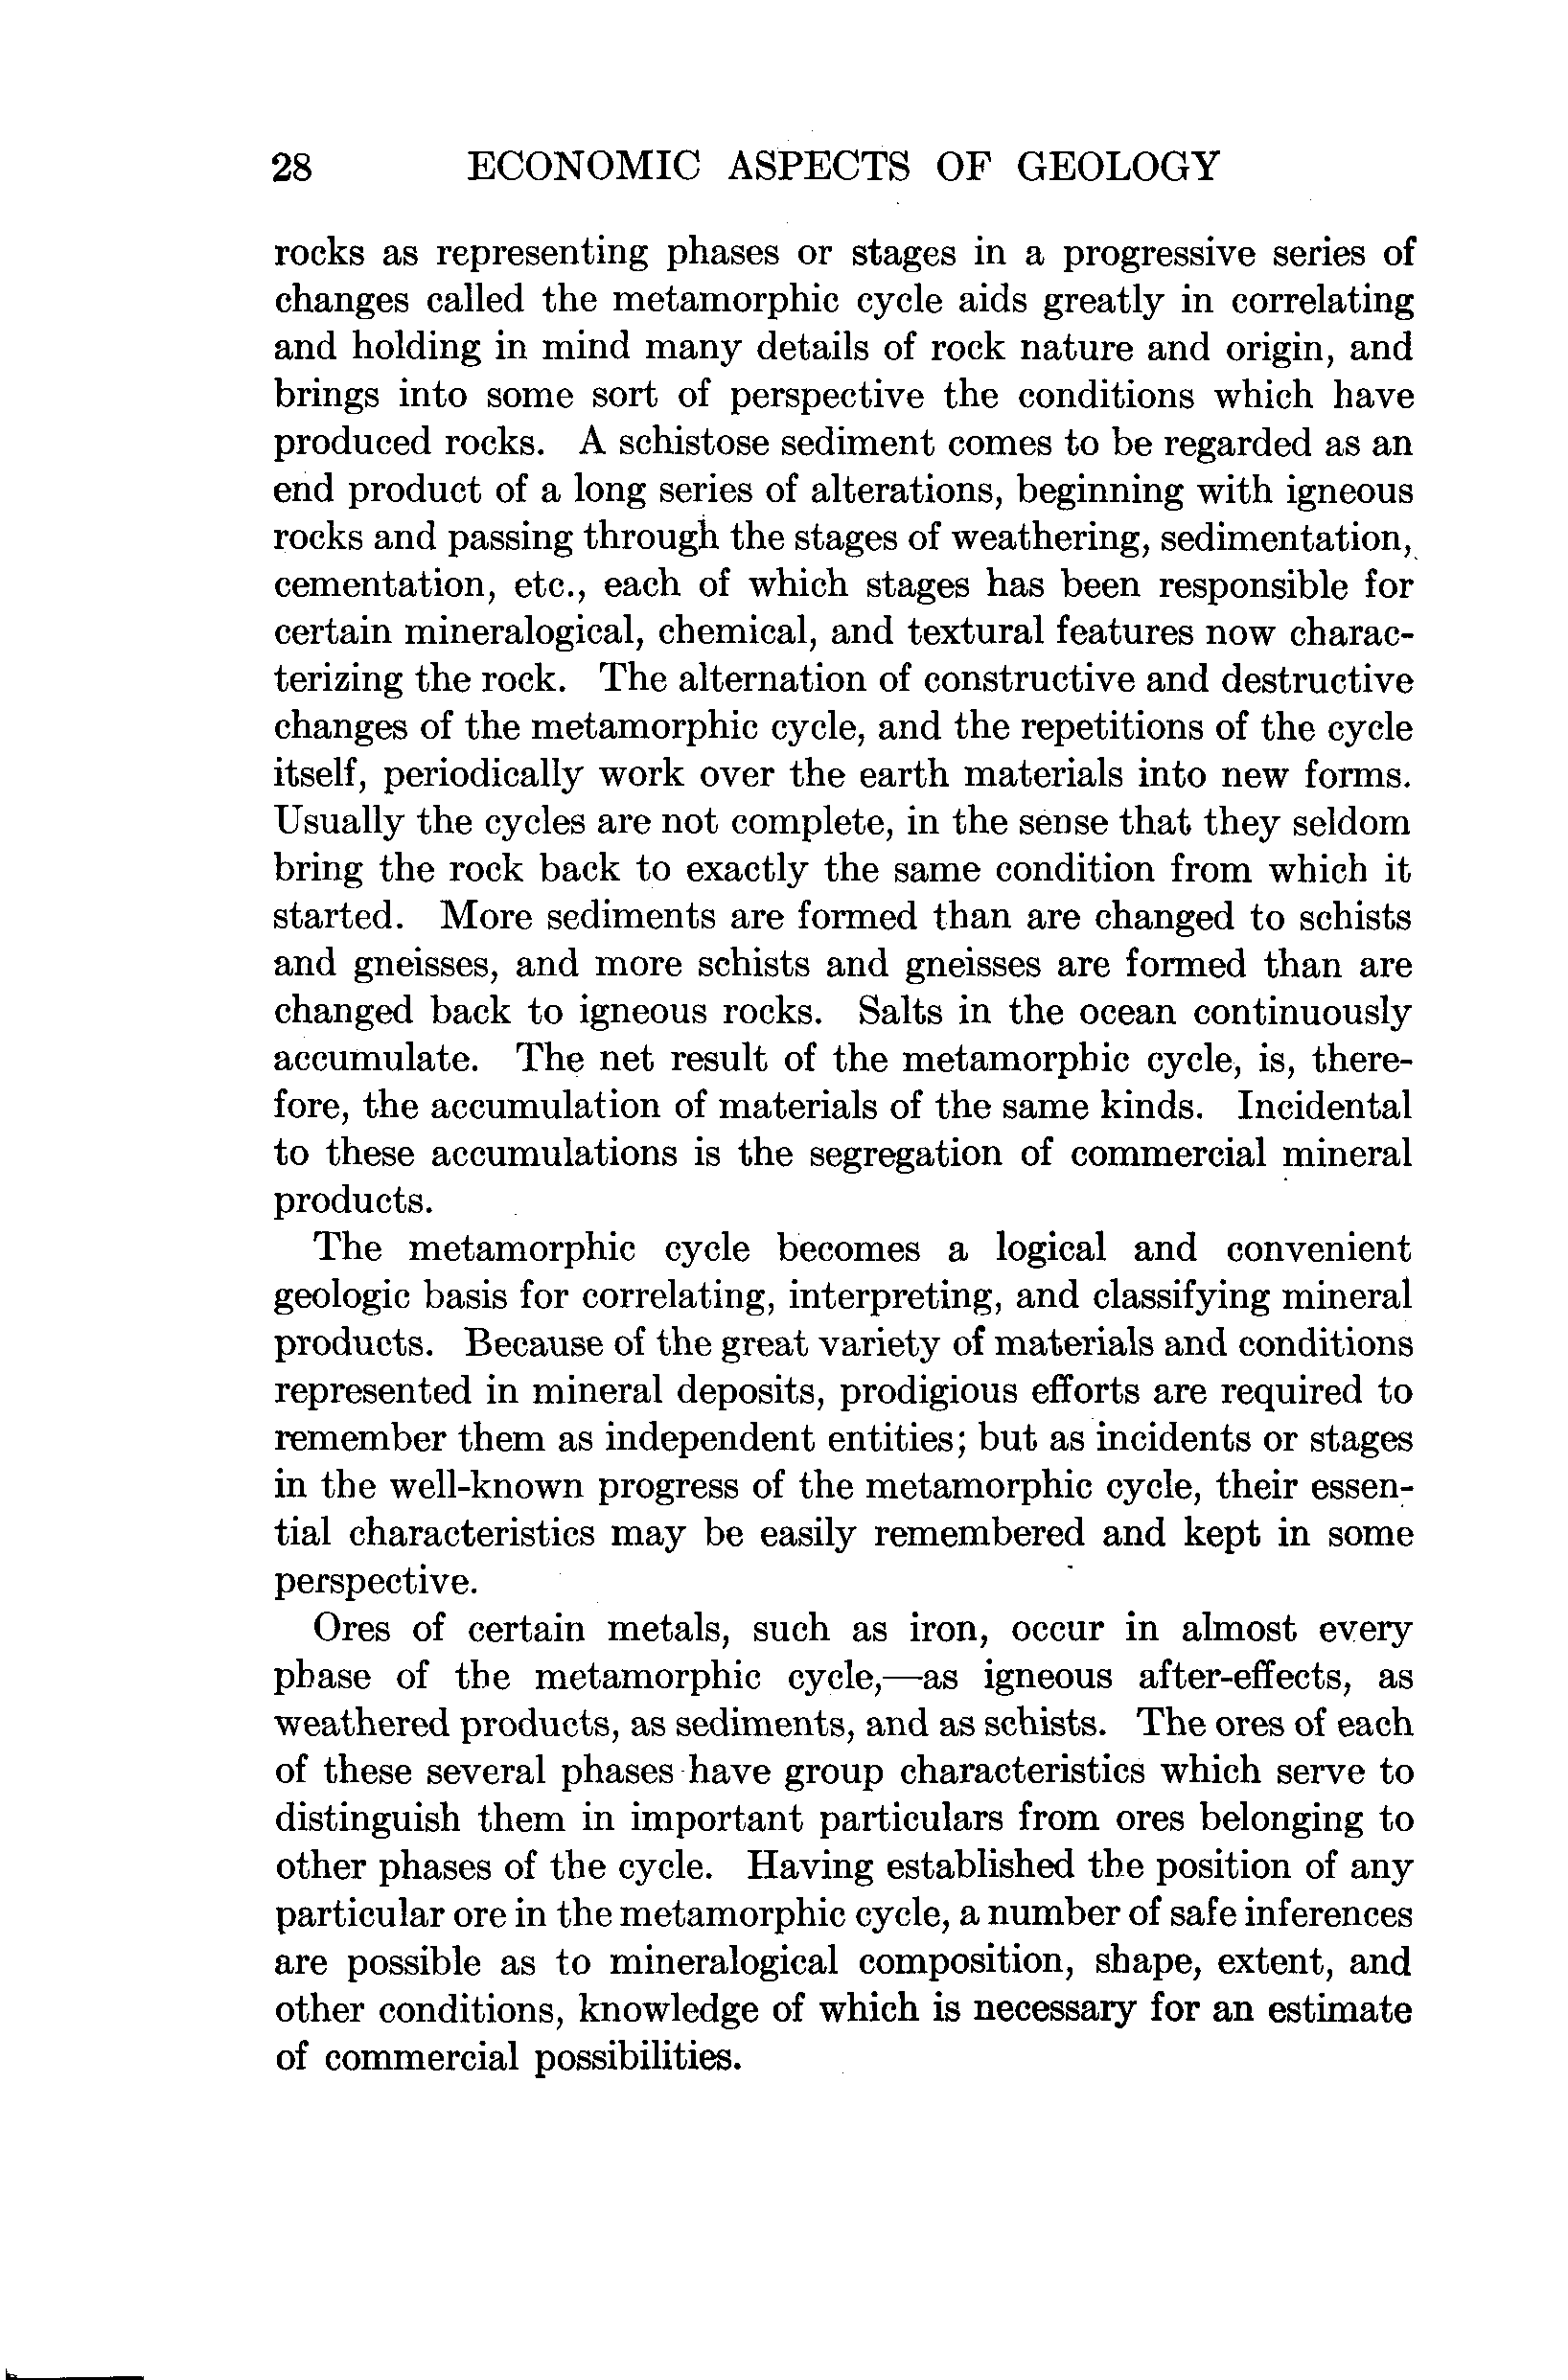 28 ECONOMIC ASPECTS OF GEOLOGY
rocks as representing phases or stages in a progressive series of
changes called the metamorphic cycle aids greatly in correlating
and holding in mind many details of rock nature and origin, and
brings into some sort of perspective the conditions which have
produced rocks. A schistose sediment comes to be regarded as an
end product of a long series of alterations, beginning with igneous
rocks and passing through the stages of weathering, sedimentation,
cementation, etc., each of which stages has been responsible for
certain mineralogical, chemical, and textural features now charac-
terizing the rock. The alternation of constructive and destructive
changes of the metamorphic cycle, and the repetitions of the cycle
itself, periodically work over the earth materials into new forms.
Usually the cycles are not complete, in the sense that they seldom
bring the rock back to exactly the same condition from which it
started. More sediments are formed than are changed to schists
and gneisses, and more schists and gneisses are formed than are
changed back to igneous rocks. Salts in the ocean continuously
accumulate. The net result of the metamorphic cycle, is, there-
fore, the accumulation of materials of the same kinds. Incidental
to these accumulations is the segregation of commercial mineral
products.
The metamorphic cycle becomes a logical and convenient
geologic basis for correlating, interpreting, and classifying mineral
products. Because of the great variety of materials and conditions
represented in mineral deposits, prodigious efforts are required to
remember them as independent entities; but as incidents or stages
in the well-known progress of the metamorphic cycle, their essen-
tial characteristics may be easily remembered and kept in some
perspective.
Ores of certain metals, such as iron, occur in almost every
phase of the metamorphic cycle,—as igneous after-effects, as
weathered products, as sediments, and as schists. The ores of each
of these several phases have group characteristics which serve to
distinguish them in important particulars from ores belonging to
other phases of the cycle. Having established the position of any
particular ore in the metamorphic cycle, a number of safe inferences
are possible as to mineralogical composition, shape, extent, and
other conditions, knowledge of which is necessary for an estimate
of commercial possibilities.